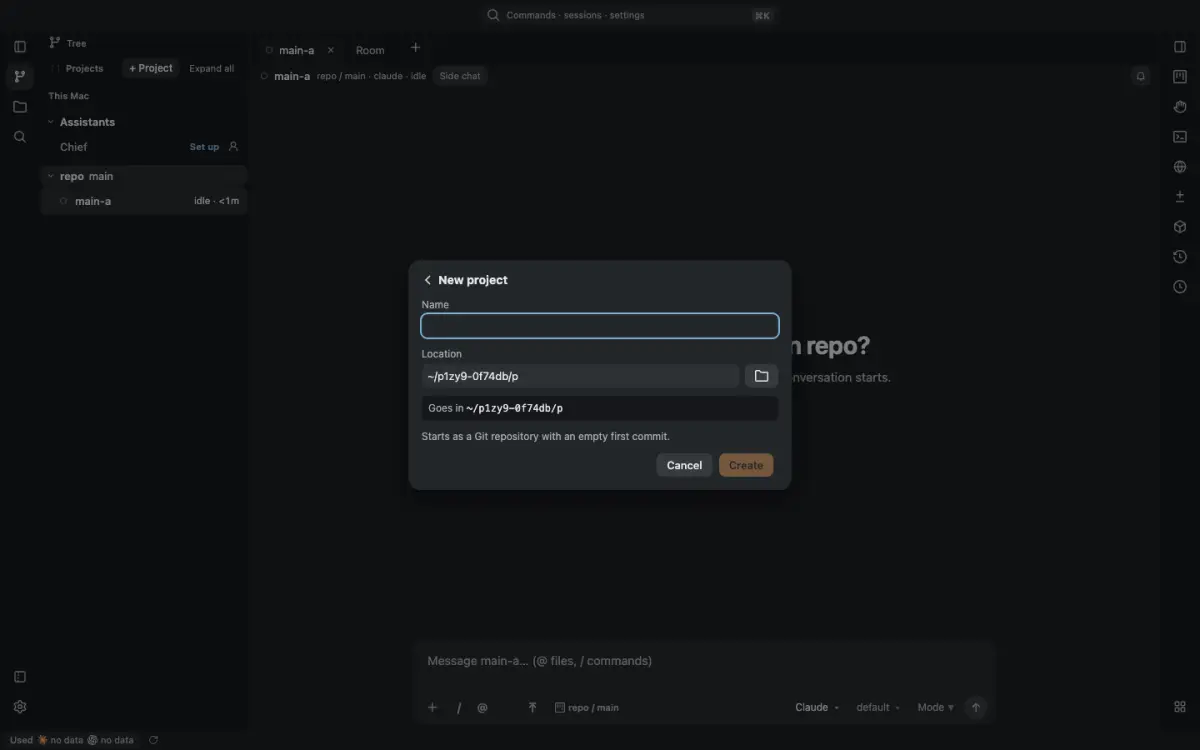 Commands · sessions · settings ⌘K
Tree
Projects + Project Expand all
This Mac
Assistants
Chief Set up
repo main
main-a idle · <1m
main-a × Room +
main-a repo / main · claude · idle Side chat
n repo?
nversation starts.
New project
Name
Location
~/p1zy9-0f74db/p
Goes in ~/p1zy9-0f74db/p
Starts as a Git repository with an empty first commit.
Cancel Create
Message main-a... (@ files, / commands)
+ / @ repo / main Claude default Mode
Used no data no data